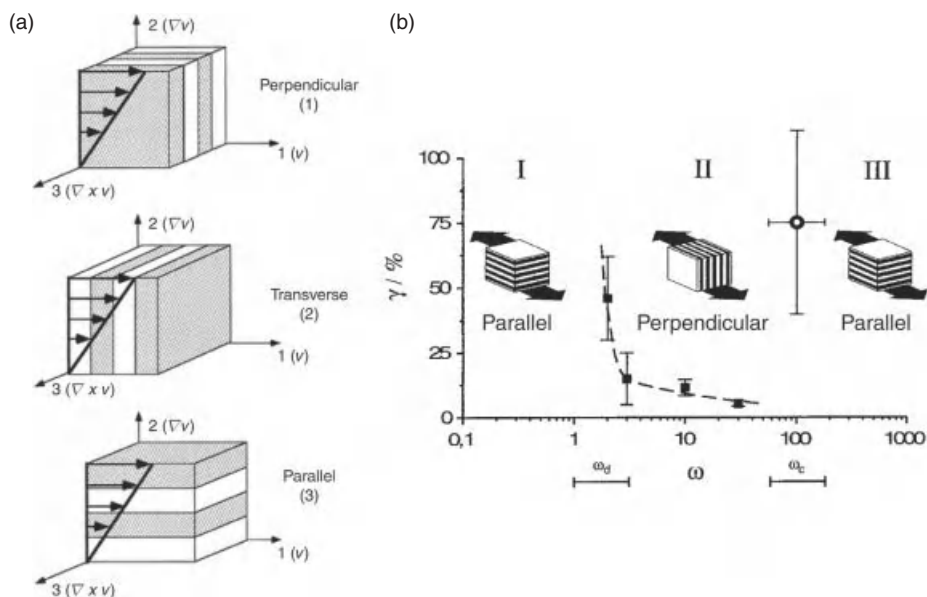 (a)
2 (∇v)
Perpendicular
(1)
1 (v)
3 (∇ x v)
2 (∇v)
Transverse
(2)
1 (v)
3 (∇ x v)
2 (∇v)
Parallel
(3)
1 (v)
3 (∇ x v)
(b)
γ / %
100
75
50
25
0
I
II
III
Parallel
Perpendicular
Parallel
0,1
1
10
100
1000
ω_d
ω
ω_c